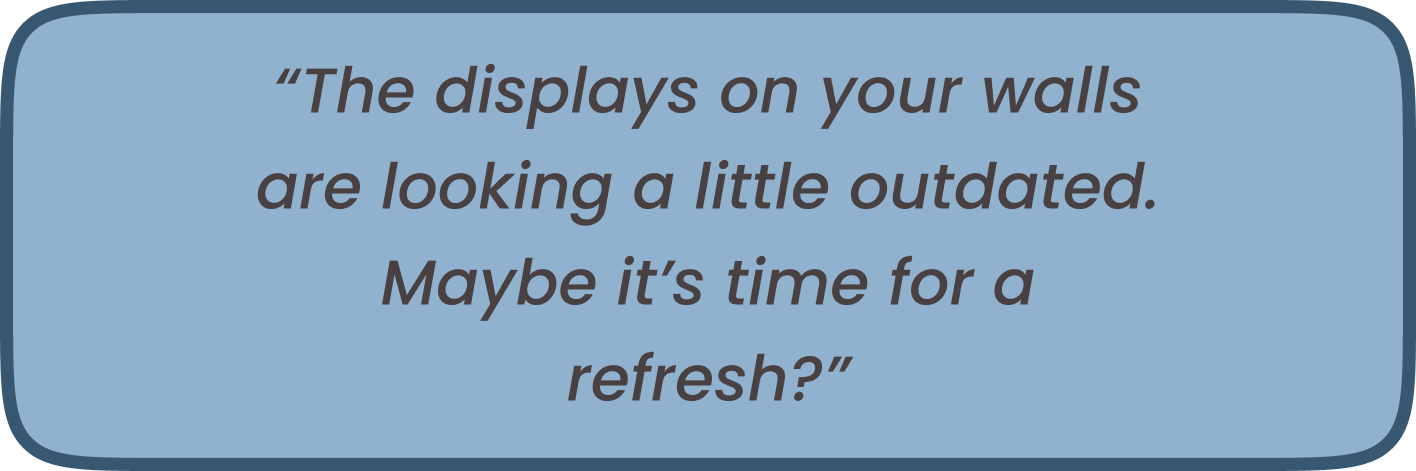 “The displays on your walls
are looking a little outdated.
Maybe it’s time for a
refresh?”